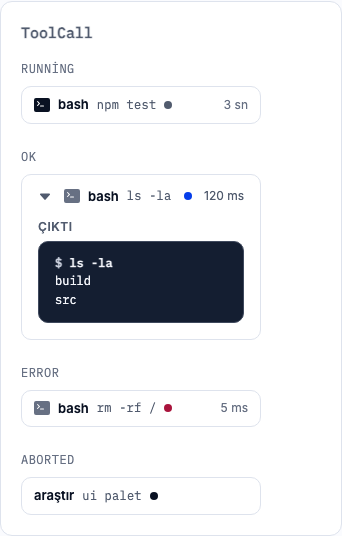 ToolCall
RUNNİNG
bash npm test 3 sn
OK
bash ls -la 120 ms
ÇIKTI
$ ls -la
build
src
ERROR
bash rm -rf / 5 ms
ABORTED
araştır ui palet